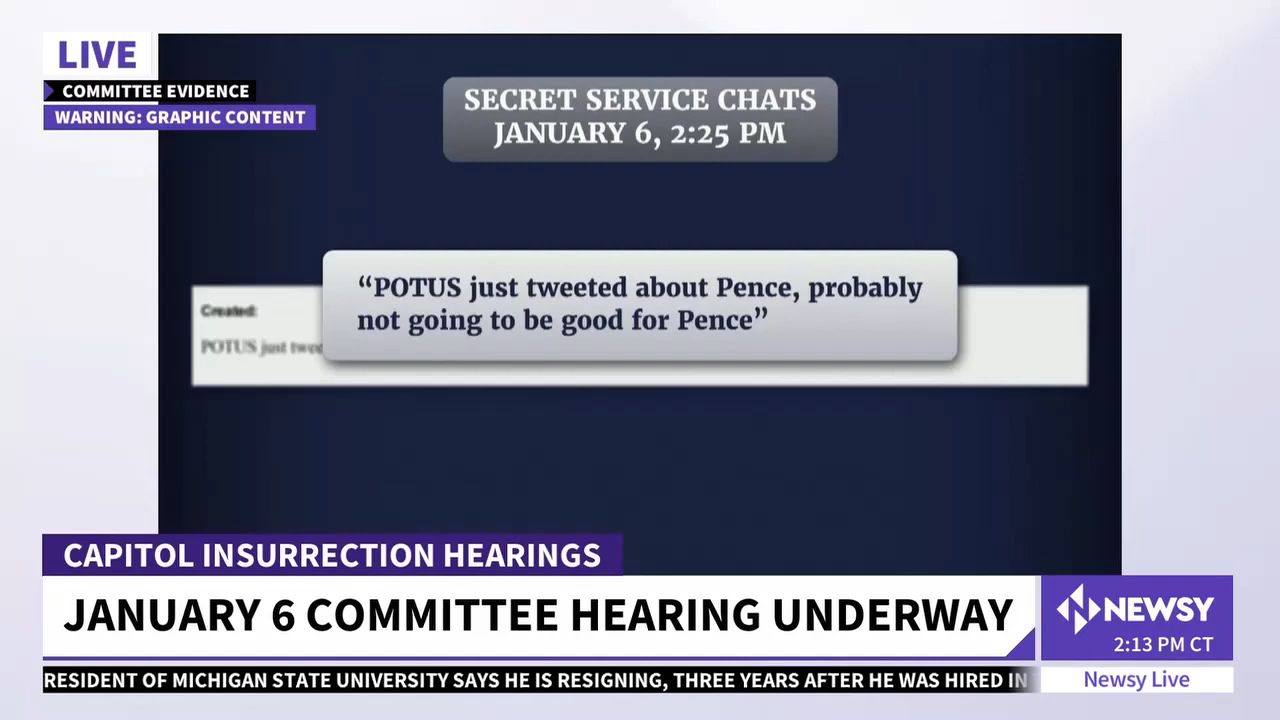 LIVE
COMMITTEE EVIDENCE
WARNING: GRAPHIC CONTENT
SECRET SERVICE CHATS
JANUARY 6, 2:25 PM
“POTUS just tweeted about Pence, probably
not going to be good for Pence”
Created:
POTUS just
CAPITOL INSURRECTION HEARINGS
JANUARY 6 COMMITTEE HEARING UNDERWAY
NEWSY
2:13 PM CT
RESIDENT OF MICHIGAN STATE UNIVERSITY SAYS HE IS RESIGNING, THREE YEARS AFTER HE WAS HIRED IN
Newsy Live